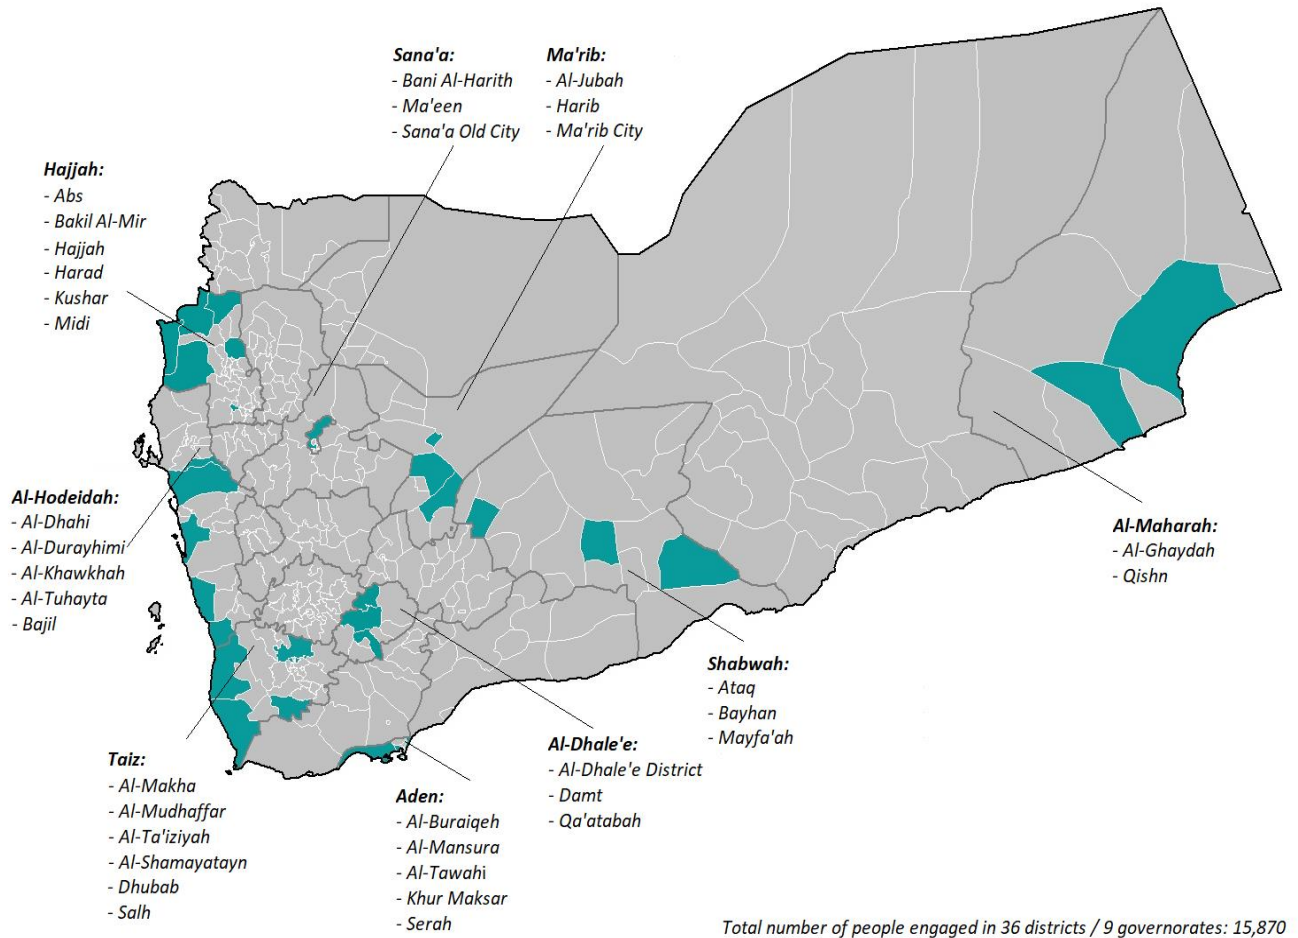 Sana'a:
- Bani Al-Harith
- Ma'een
- Sana'a Old City
Ma'rib:
- Al-Jubah
- Harib
- Ma'rib City
Hajjah:
- Abs
- Bakil Al-Mir
- Hajjah
- Harad
- Kushar
- Midi
Al-Hodeidah:
- Al-Dhahi
- Al-Durayhimi
- Al-Khawkhah
- Al-Tuhayta
- Bajil
Al-Maharah:
- Al-Ghaydah
- Qishn
Shabwah:
- Ataq
- Bayhan
- Mayfa'ah
Al-Dhale'e:
- Al-Dhale'e District
- Damt
- Qa'atabah
Taiz:
- Al-Makha
- Al-Mudhaffar
- Al-Ta'iziyah
- Al-Shamayatayn
- Dhubab
- Salh
Aden:
- Al-Buraiqeh
- Al-Mansura
- Al-Tawahi
- Khur Maksar
- Serah
Total number of people engaged in 36 districts / 9 governorates: 15,870